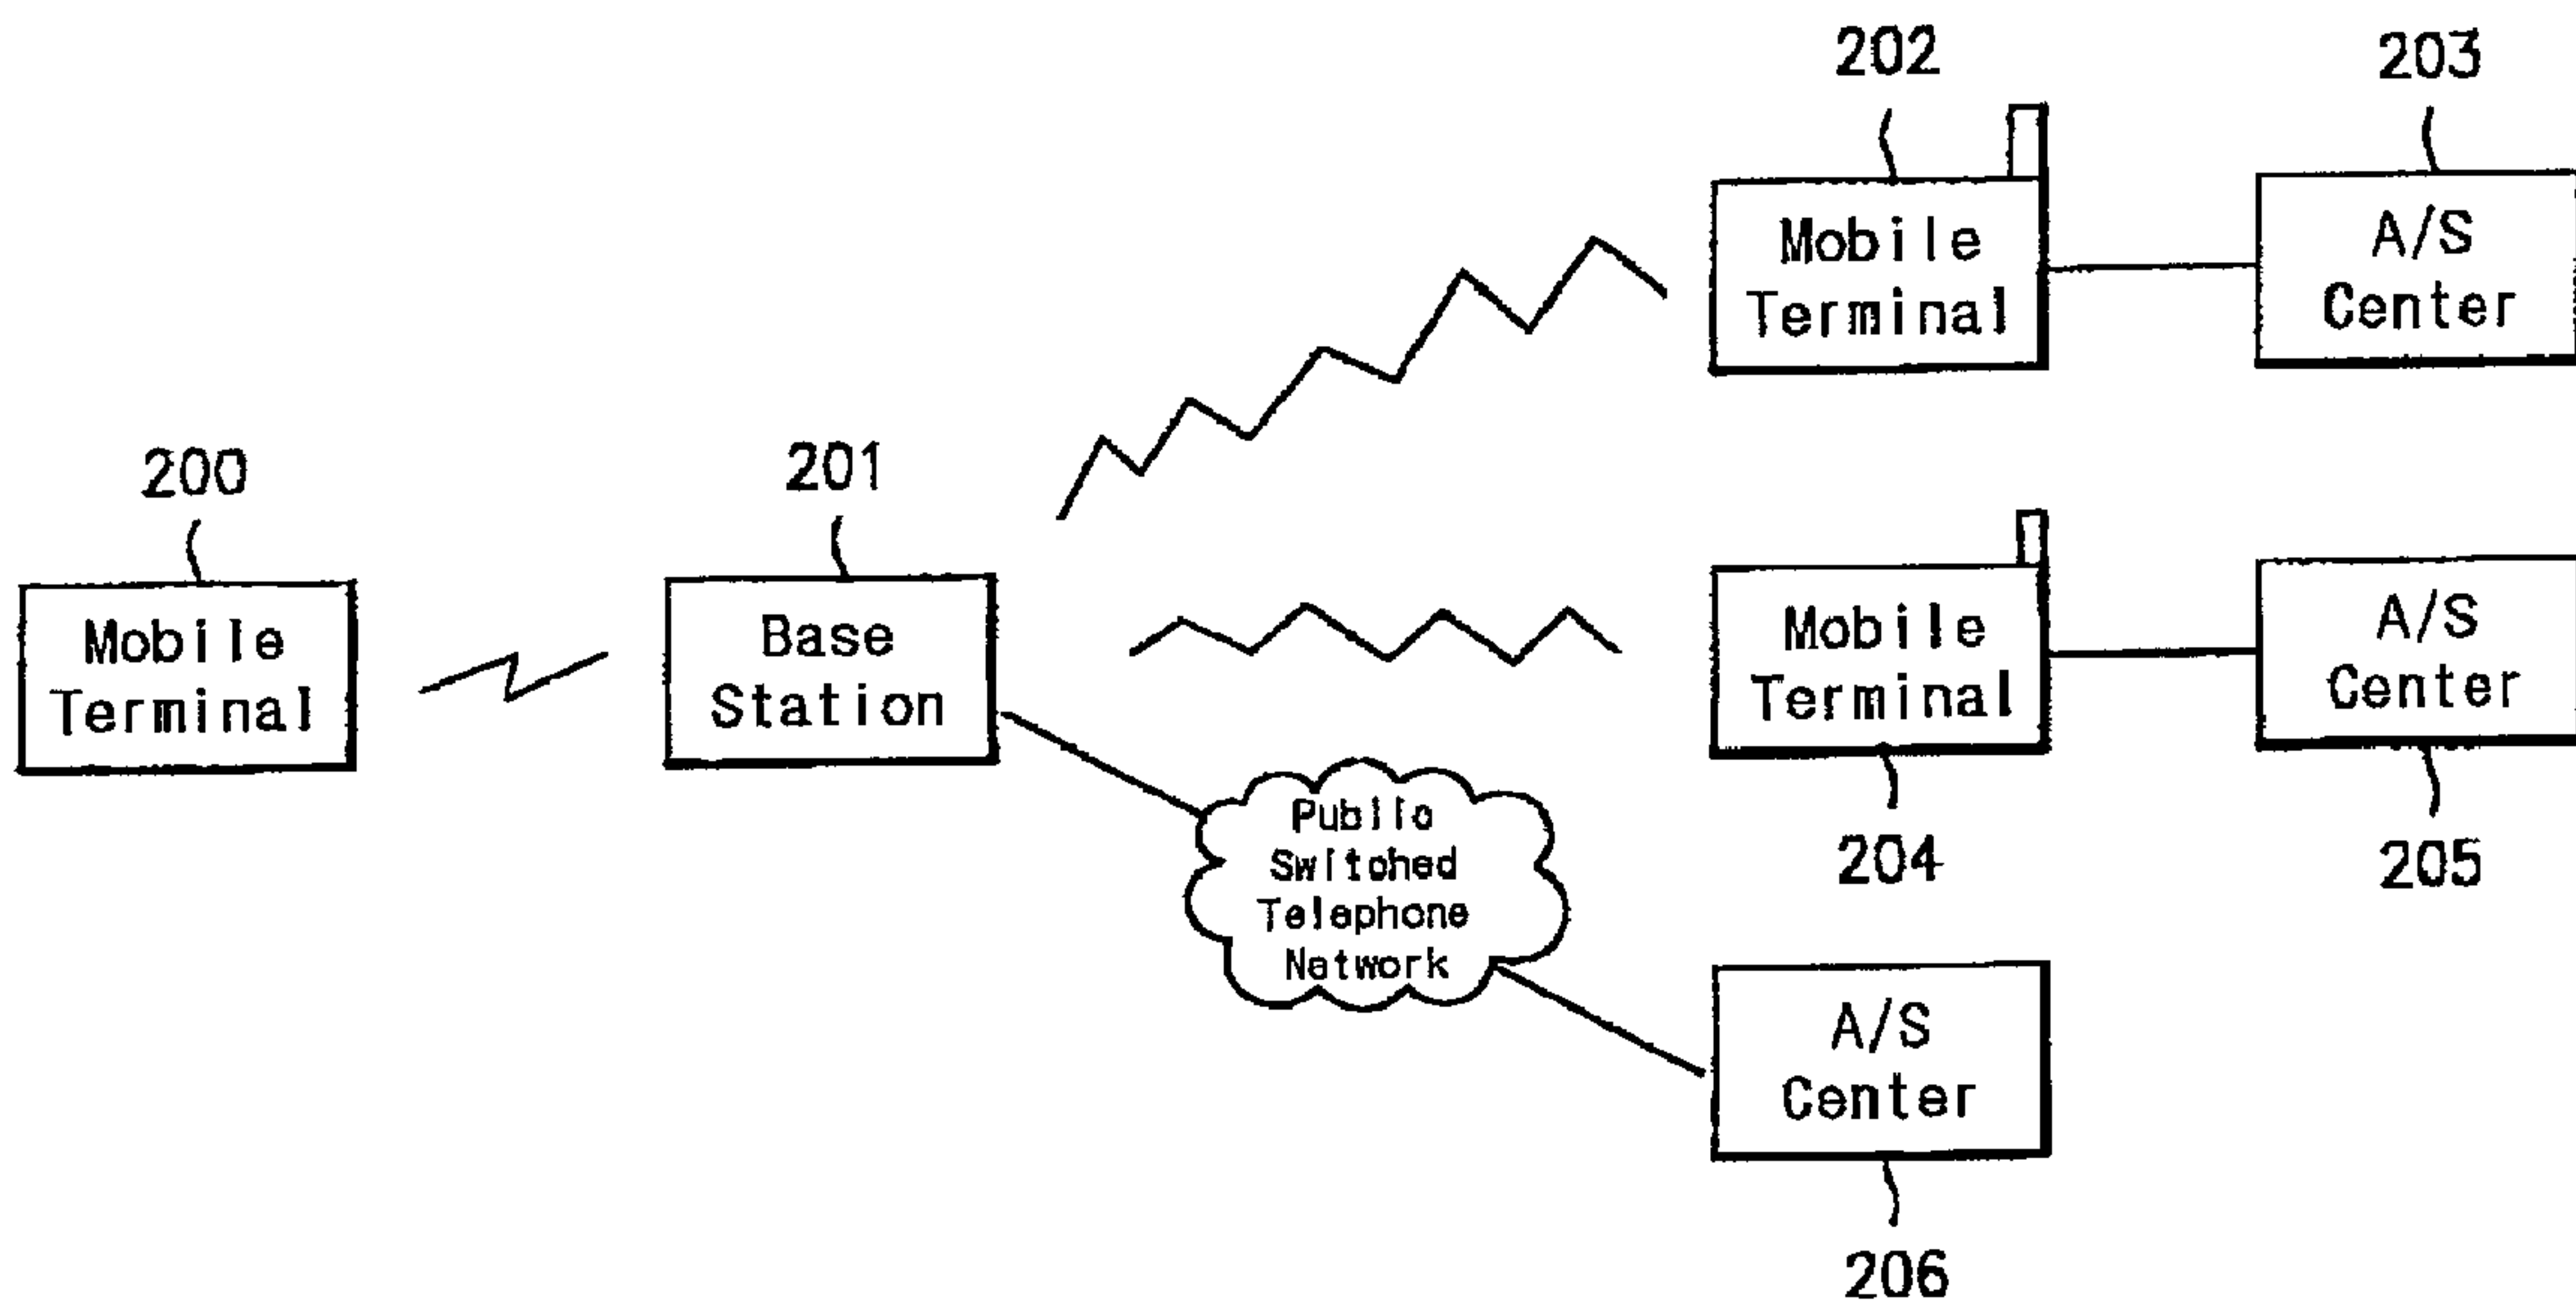 202
203
Mobile
Terminal
A/S
Center
200
201
Mobile
Terminal
Base
Station
Mobile
Terminal
A/S
Center
Public
Switched
Telephone
Network
204
205
A/S
Center
206